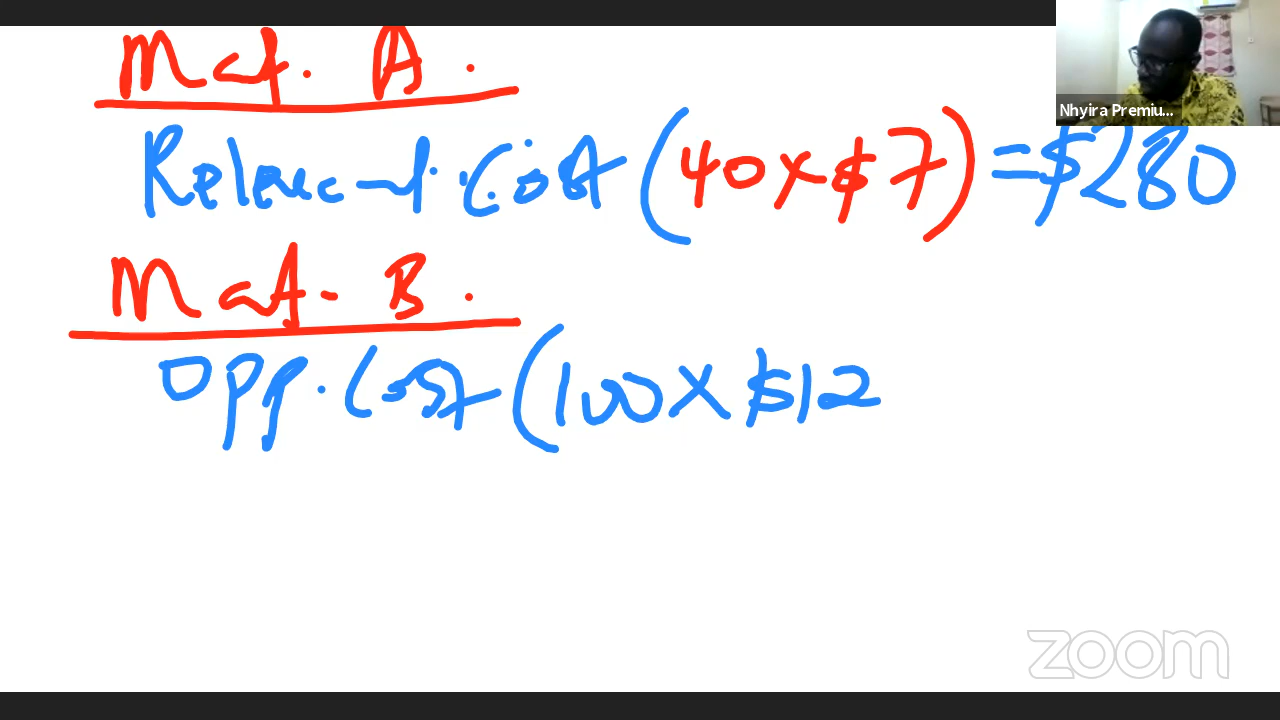 Mat. A.
Nhyira Premiu...
Relevant. Cost (40 x $7) = $280
Mat. B.
Opp. Cost (100 x $12
zoom